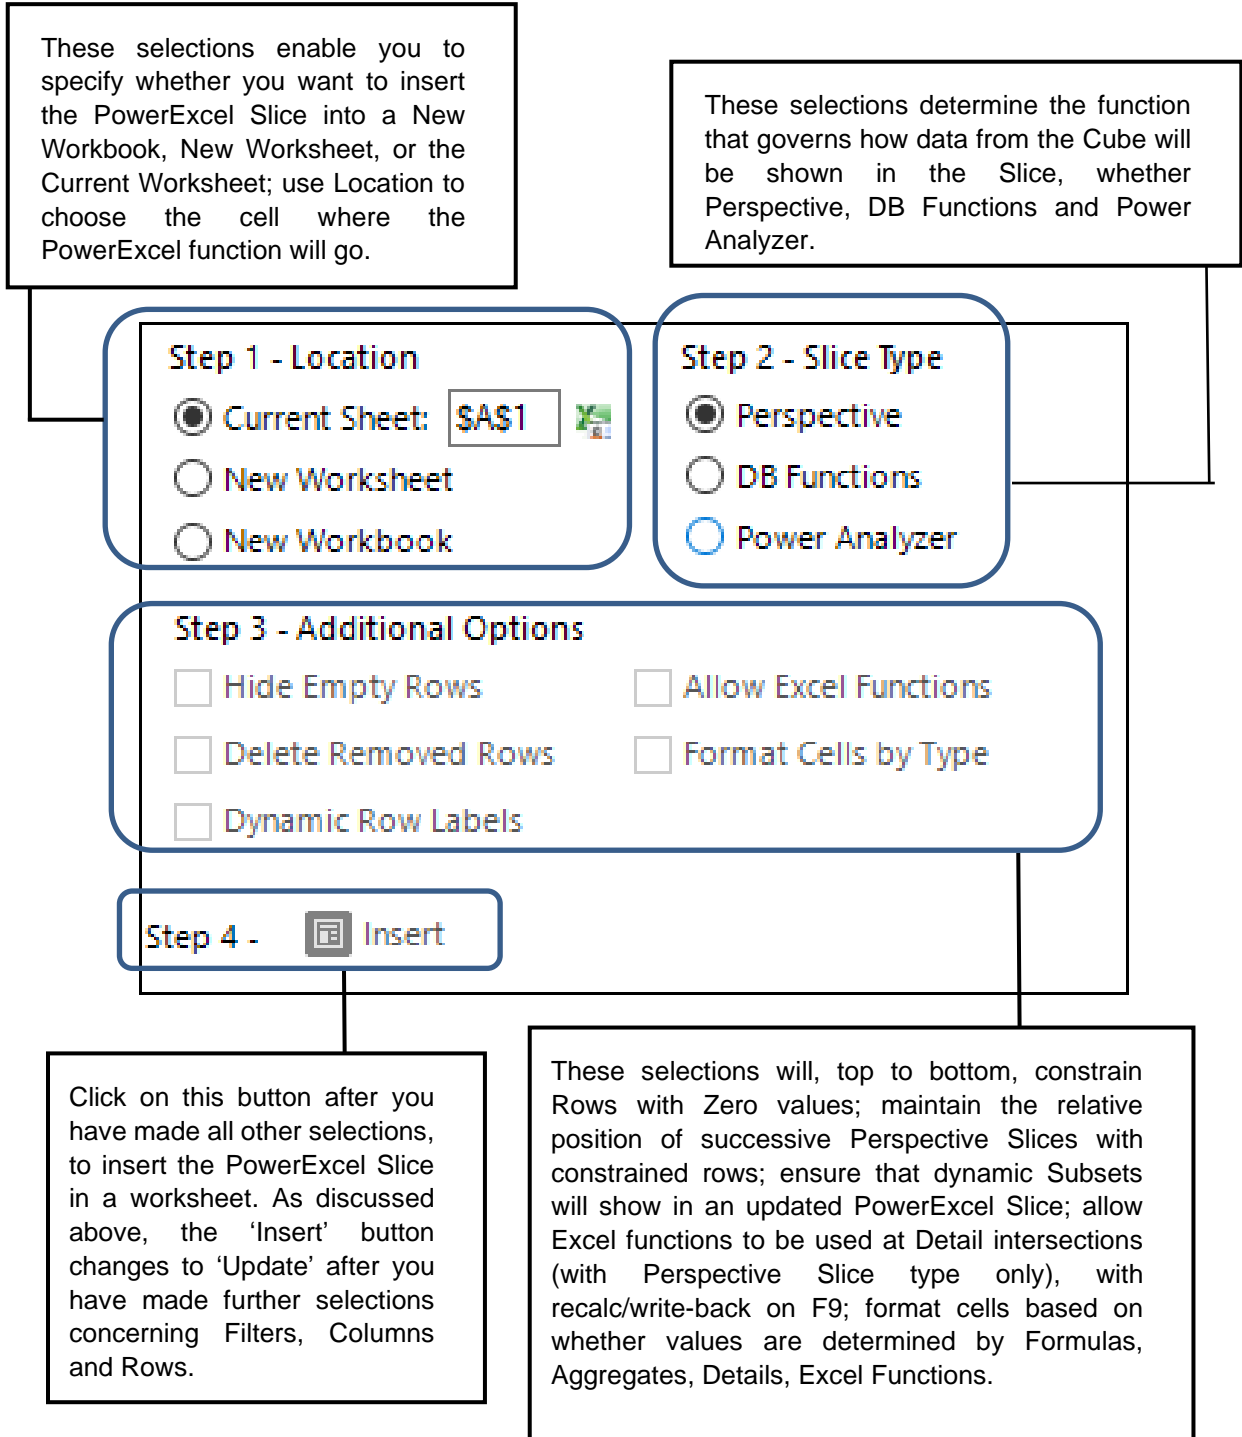 These selections enable you to
specify whether you want to insert
the PowerExcel Slice into a New
Workbook, New Worksheet, or the
Current Worksheet; use Location to
choose the cell where the
PowerExcel function will go.
These selections determine the function
that governs how data from the Cube will
be shown in the Slice, whether
Perspective, DB Functions and Power
Analyzer.
Step 1 - Location
Current Sheet: $A$1
New Worksheet
New Workbook
Step 2 - Slice Type
Perspective
DB Functions
Power Analyzer
Step 3 - Additional Options
Hide Empty Rows
Delete Removed Rows
Dynamic Row Labels
Allow Excel Functions
Format Cells by Type
Step 4 - Insert
Click on this button after you
have made all other selections,
to insert the PowerExcel Slice
in a worksheet. As discussed
above, the ‘Insert’ button
changes to ‘Update’ after you
have made further selections
concerning Filters, Columns
and Rows.
These selections will, top to bottom, constrain
Rows with Zero values; maintain the relative
position of successive Perspective Slices with
constrained rows; ensure that dynamic Subsets
will show in an updated PowerExcel Slice; allow
Excel functions to be used at Detail intersections
(with Perspective Slice type only), with
recalc/write-back on F9; format cells based on
whether values are determined by Formulas,
Aggregates, Details, Excel Functions.